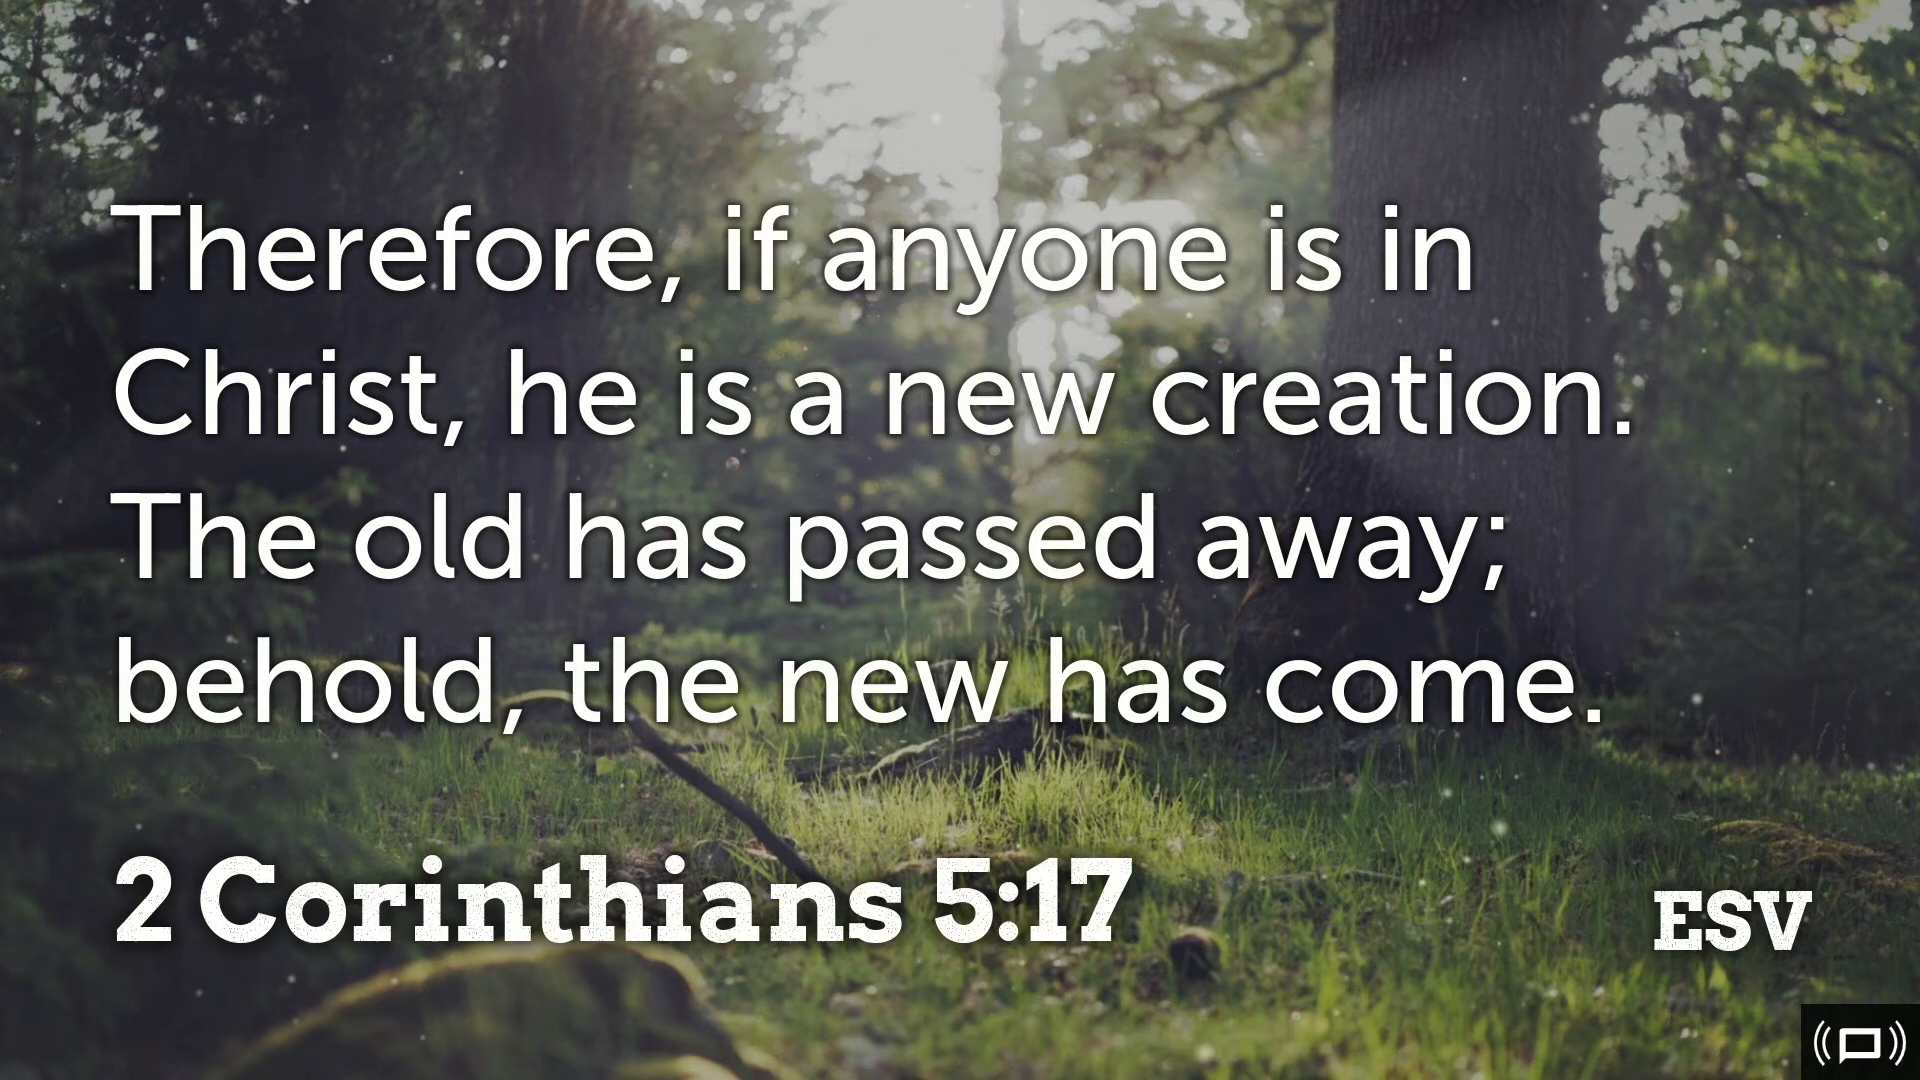 Therefore, if anyone is in
Christ, he is a new creation.
The old has passed away;
behold, the new has come.
2 Corinthians 5:17
ESV